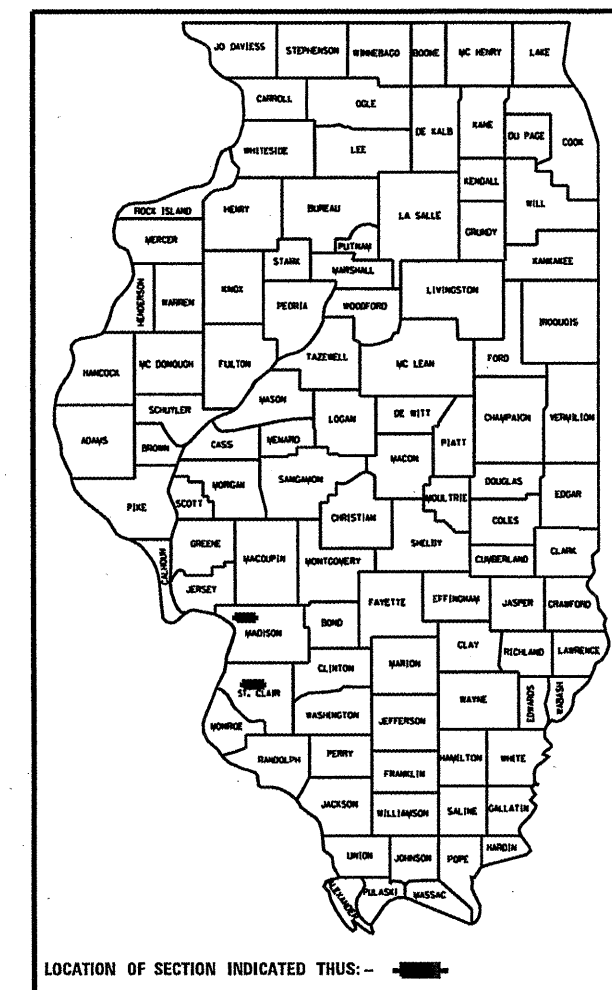 JO DAVIESS STEPHENSON WINNEBAGO BOONE MC HENRY LAKE
CARROLL OGLE DE KALB KANE DU PAGE COOK
WHITESIDE LEE KENDALL WILL
ROCK ISLAND HENRY BUREAU LA SALLE GRUNDY
MERCER PUTNAM KANKAKEE
STARK MARSHALL
HENDERSON WARREN KNOX PEORIA WOODFORD LIVINGSTON IROQUOIS
HANCOCK MC DONOUGH FULTON TAZEWELL MC LEAN FORD
SCHUYLER MASON LOGAN DE WITT CHAMPAIGN VERMILION
ADAMS BROWN CASS MENARD MACON PIATT
PIKE SCOTT MORGAN SANGAMON CHRISTIAN MOULTRIE DOUGLAS EDGAR
COLES
CALHOUN GREENE MACOUPIN MONTGOMERY SHELBY CUMBERLAND CLARK
JERSEY FAYETTE EFFINGHAM JASPER CRAWFORD
MADISON BOND CLAY RICHLAND LAWRENCE
CLINTON MARION
ST. CLAIR WAYNE EDWARDS WABASH
MONROE WASHINGTON JEFFERSON
RANDOLPH PERRY HAMILTON WHITE
FRANKLIN
JACKSON WILLIAMSON SALINE GALLATIN
UNION JOHNSON POPE HARDIN
ALEXANDER PULASKI MASSAC
LOCATION OF SECTION INDICATED THUS: -